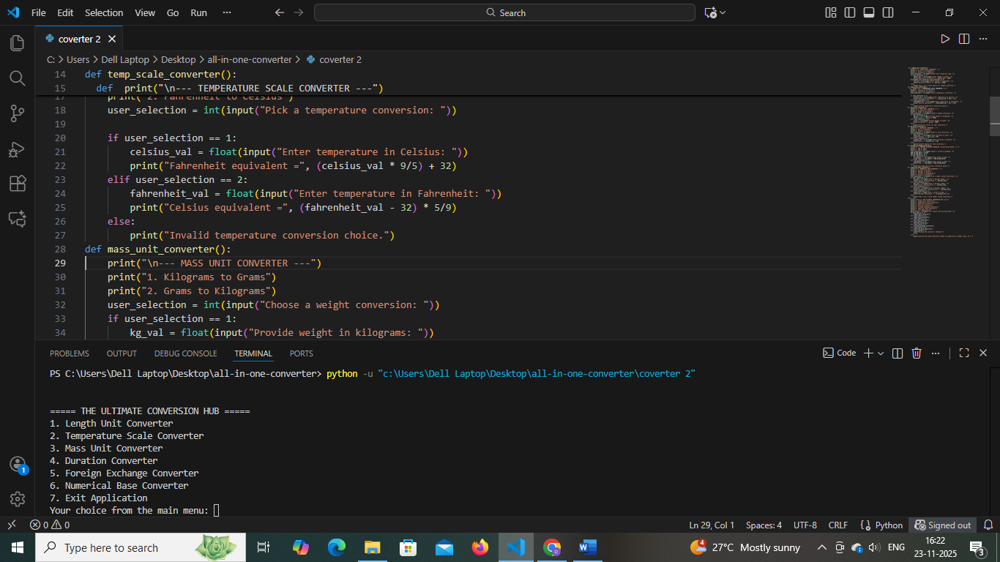 File Edit Selection View Go Run ··· Search
coverter 2
C: > Users > Dell Laptop > Desktop > all-in-one-converter > coverter 2
14 def temp_scale_converter():
15 def print("\n--- TEMPERATURE SCALE CONVERTER ---")
17 print("2. Fahrenheit to Celsius")
18 user_selection = int(input("Pick a temperature conversion: "))
19
20 if user_selection == 1:
21 celsius_val = float(input("Enter temperature in Celsius: "))
22 print("Fahrenheit equivalent =", (celsius_val * 9/5) + 32)
23 elif user_selection == 2:
24 fahrenheit_val = float(input("Enter temperature in Fahrenheit: "))
25 print("Celsius equivalent =", (fahrenheit_val - 32) * 5/9)
26 else:
27 print("Invalid temperature conversion choice.")
28 def mass_unit_converter():
29 print("\n--- MASS UNIT CONVERTER ---")
30 print("1. Kilograms to Grams")
31 print("2. Grams to Kilograms")
32 user_selection = int(input("Choose a weight conversion: "))
33 if user_selection == 1:
34 kg_val = float(input("Provide weight in kilograms: "))
PROBLEMS OUTPUT DEBUG CONSOLE TERMINAL PORTS Code
PS C:\Users\Dell Laptop\Desktop\all-in-one-converter> python -u "c:\Users\Dell Laptop\Desktop\all-in-one-converter\coverter 2"
===== THE ULTIMATE CONVERSION HUB =====
1. Length Unit Converter
2. Temperature Scale Converter
3. Mass Unit Converter
4. Duration Converter
5. Foreign Exchange Converter
6. Numerical Base Converter
7. Exit Application
Your choice from the main menu:
1
0 0 Ln 29, Col 1 Spaces: 4 UTF-8 CRLF {} Python Signed out
Type here to search 4 27°C Mostly sunny ENG 16:22
23-11-2025 3